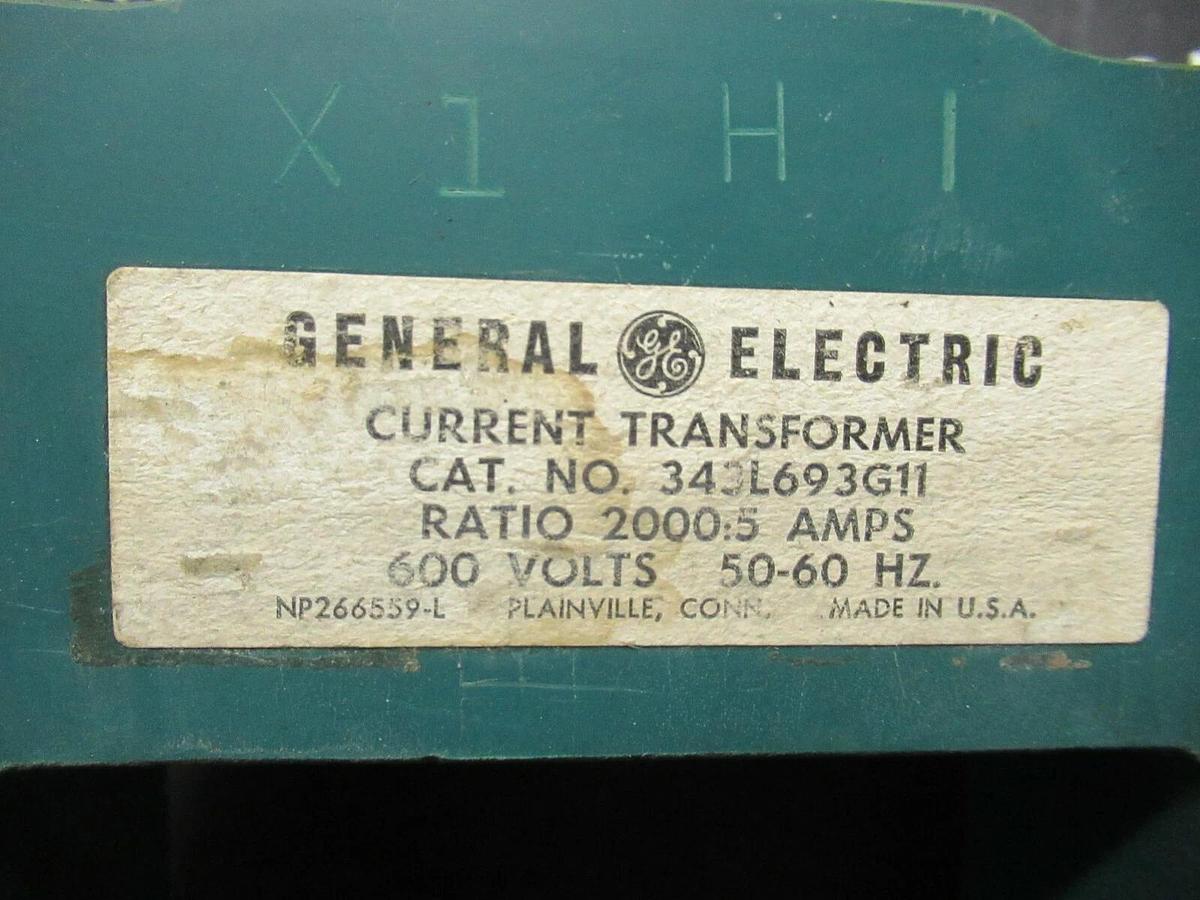 X1 H1
GENERAL GE ELECTRIC
CURRENT TRANSFORMER
CAT. NO. 343L693G11
RATIO 2000:5 AMPS
600 VOLTS 50-60 HZ.
NP266559-L PLAINVILLE, CONN. MADE IN U.S.A.